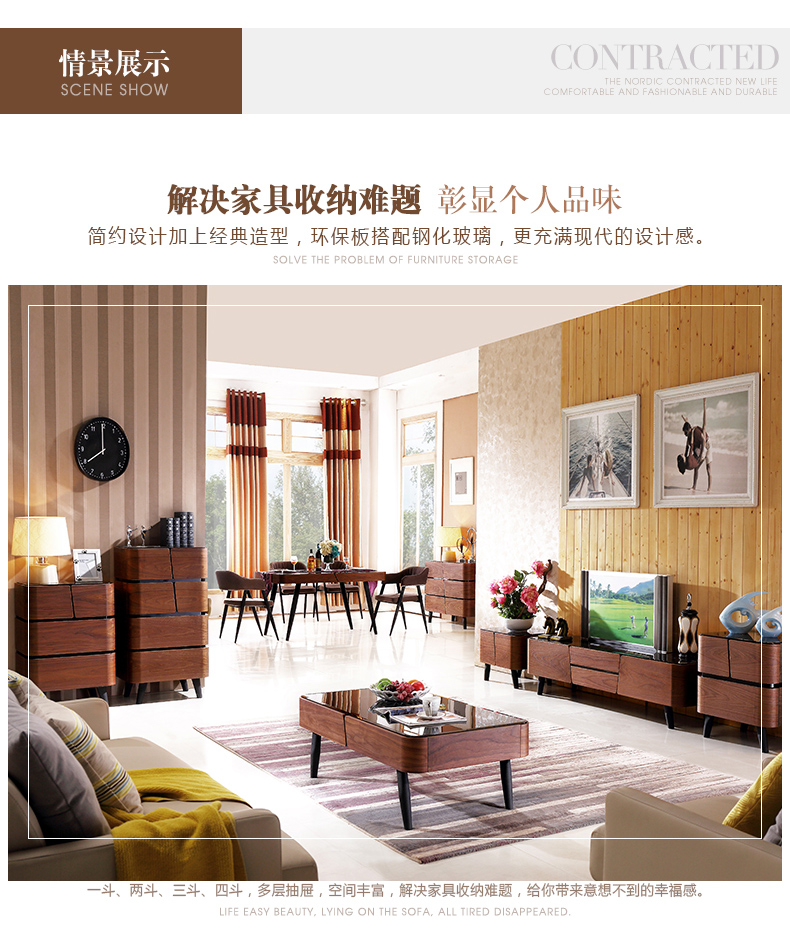 情景展示
SCENE SHOW
CONTRACTED
THE NORDIC CONTRACTED NEW LIFE
COMFORTABLE AND FASHIONABLE AND DURABLE
解决家具收纳难题 彰显个人品味
简约设计加上经典造型，环保板搭配钢化玻璃，更充满现代的设计感。
SOLVE THE PROBLEM OF FURNITURE STORAGE
一斗、两斗、三斗、四斗，多层抽屉，空间丰富，解决家具收纳难题，给你带来意想不到的幸福感。
LIFE EASY BEAUTY, LYING ON THE SOFA, ALL TIRED DISAPPEARED.